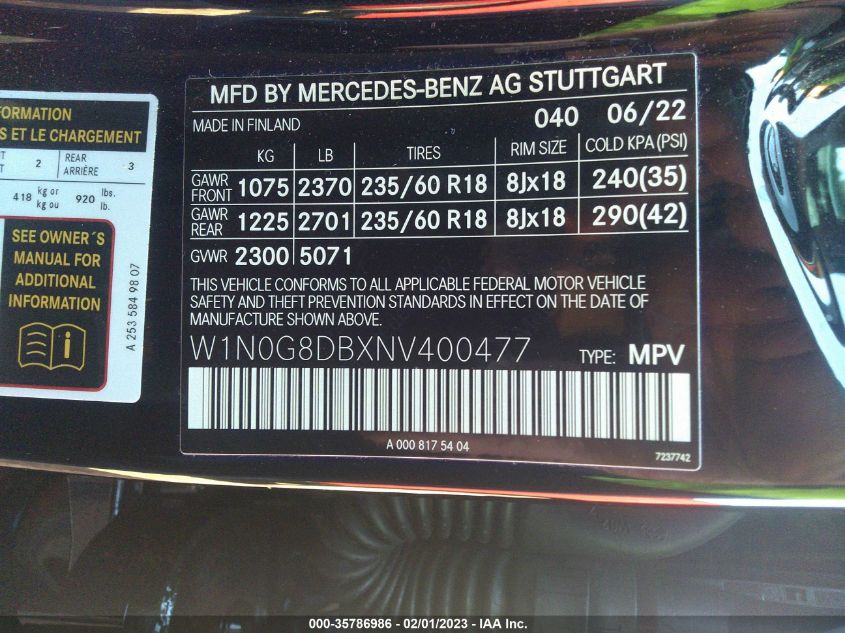 FORMATION
S ET LE CHARGEMENT
T 2 REAR 3
T ARRIÈRE
418 kg or 920 lbs.
kg ou lb.
SEE OWNER´S
MANUAL FOR
ADDITIONAL
INFORMATION
A 253 584 98 07
MFD BY MERCEDES-BENZ AG STUTTGART
MADE IN FINLAND 040 06/22
KG LB TIRES RIM SIZE COLD KPA(PSI)
GAWR FRONT 1075 2370 235/60 R18 8Jx18 240(35)
GAWR REAR 1225 2701 235/60 R18 8Jx18 290(42)
GVWR 2300 5071
THIS VEHICLE CONFORMS TO ALL APPLICABLE FEDERAL MOTOR VEHICLE
SAFETY AND THEFT PREVENTION STANDARDS IN EFFECT ON THE DATE OF
MANUFACTURE SHOWN ABOVE.
W1N0G8DBXNV400477 TYPE: MPV
A 000 817 54 04
7237742
000-35786986 - 02/01/2023 - IAA Inc.